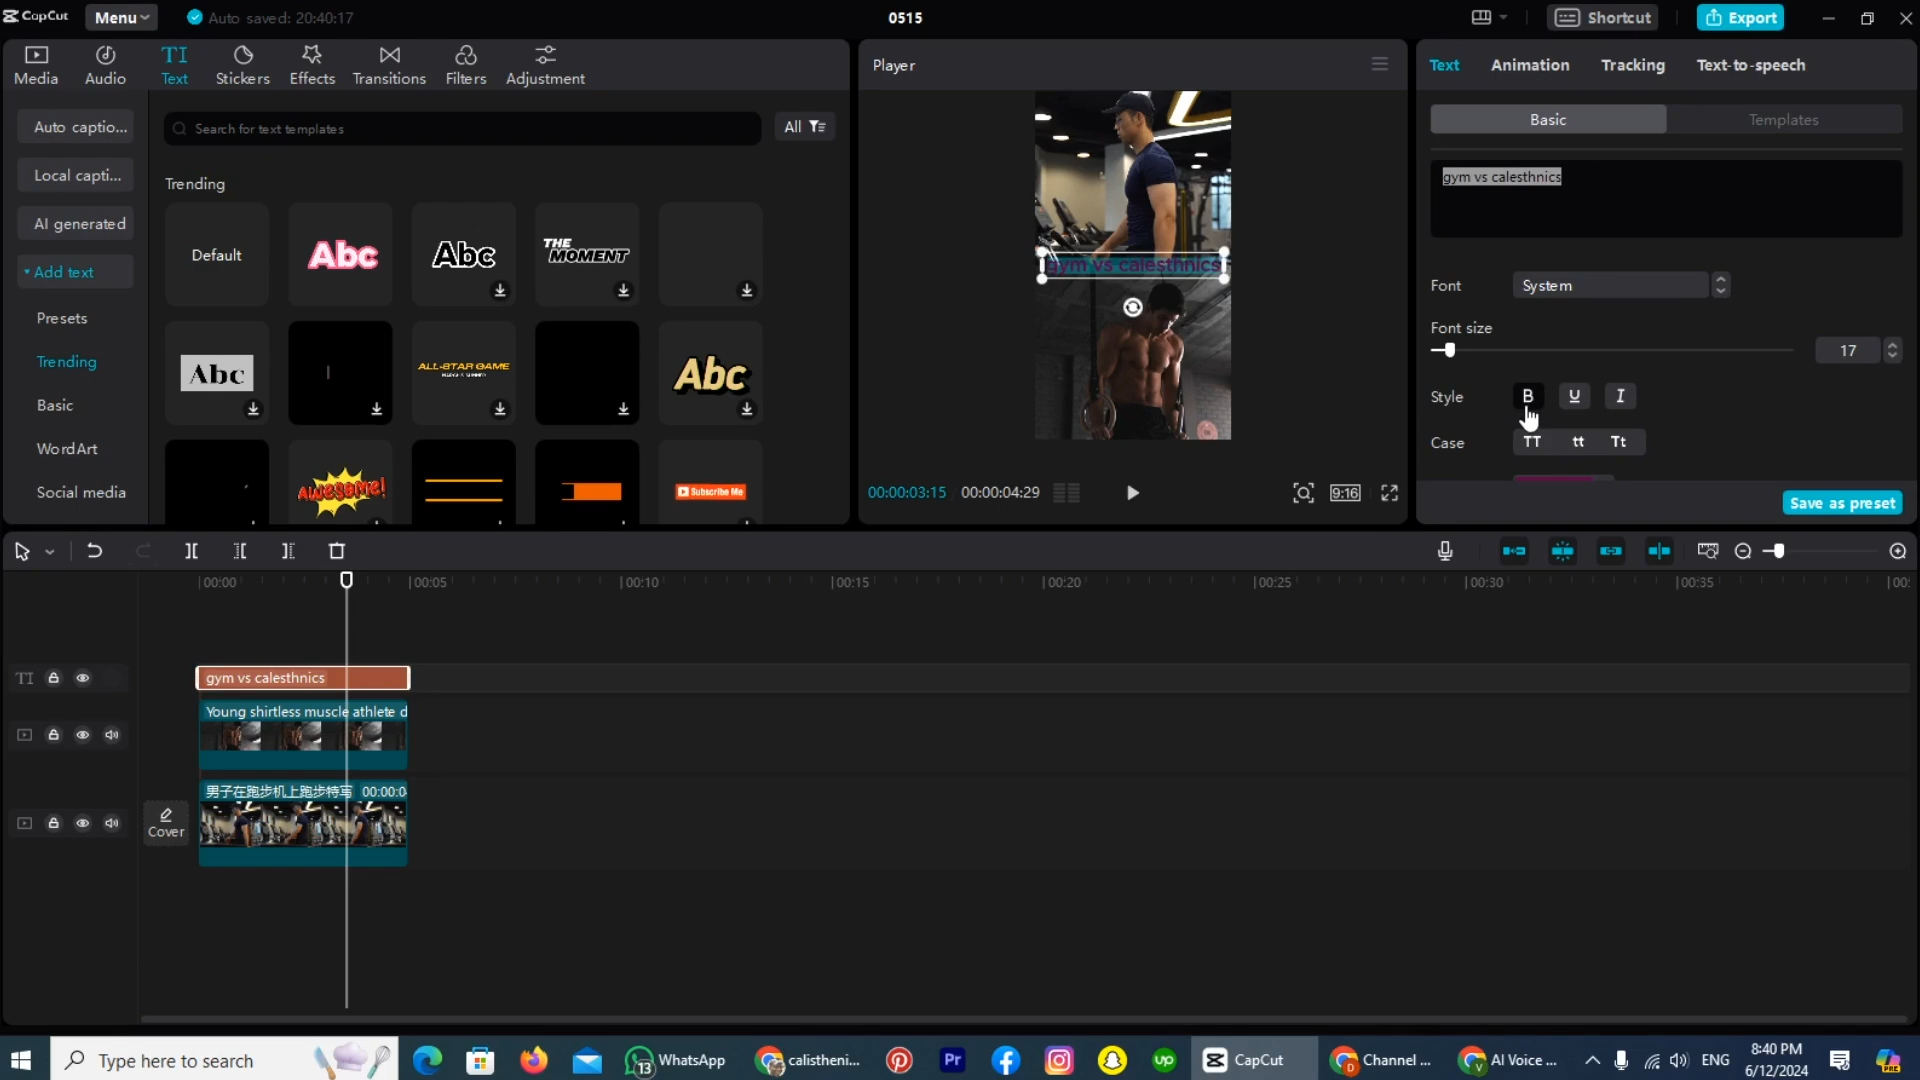 CapCut
Menu
Auto saved: 20:40:17
0515
Shortcut
Export
Media
Audio
TI
Text
Stickers
Effects
Transitions
Filters
Adjustment
Auto captio...
Local capti...
AI generated
Add text
Presets
Trending
Basic
WordArt
Social media
Search for text templates
All
Trending
Default
Abc
Abc
THE
MOMENT
Abc
ALL-STAR GAME
Abc
AWESOME!
Subscribe Me
Player
gym vs calesthnics
00:00:03:15
00:00:04:29
9:16
Text
Animation
Tracking
Text-to-speech
Basic
Templates
gym vs calesthnics
Font
System
Font size
17
Style
B
U
I
Case
TT
tt
Tt
Save as preset
00:00
00:05
00:10
00:15
00:20
00:25
00:30
00:35
00:
TI
gym vs calesthnics
Young shirtless muscle athlete d
男子在跑步机上跑步特写 00:00:0
Cover
Type here to search
13
WhatsApp
calistheni...
Pr
up
CapCut
D
Channel ...
V
AI Voice ...
ENG
8:40 PM
6/12/2024
PRE